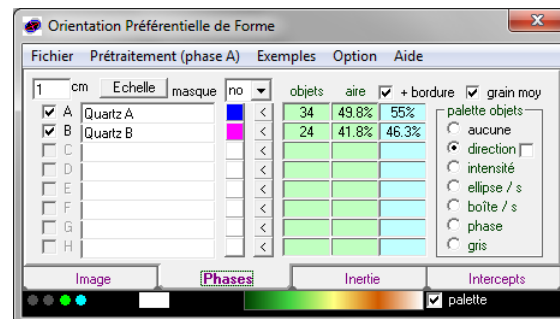 Orientation Préférentielle de Forme
Fichier Prétraitement (phase A) Exemples Option Aide
1 cm Echelle masque no objets aire + bordure grain moy
A Quartz A < 34 49.8% 55% palette objets
B Quartz B < 24 41.8% 46.3% aucune
C < direction
D < intensité
E < ellipse / s
F < boîte / s
G < phase
H < gris
Image Phases Inertie Intercepts
palette